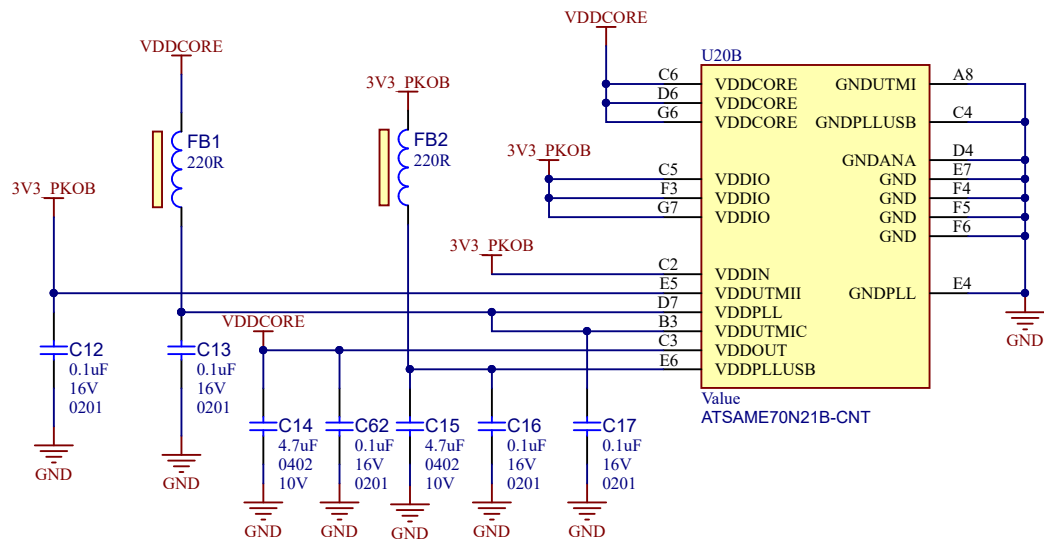 VDDCORE
U20B
VDDCORE
3V3_PKOB
FB1
220R
FB2
220R
3V3_PKOB
3V3_PKOB
3V3_PKOB
C6 VDDCORE GNDUTMI A8
D6 VDDCORE
G6 VDDCORE GNDPLLUSB C4
GNDANA D4
C5 VDDIO GND E7
F3 VDDIO GND F4
G7 VDDIO GND F5
GND F6
C2 VDDIN
E5 VDDUTMII GNDPLL E4
D7 VDDPLL
B3 VDDUTMIC
C3 VDDOUT
E6 VDDPLLUSB
GND
Value
ATSAME70N21B-CNT
VDDCORE
C12
0.1uF
16V
0201
GND
C13
0.1uF
16V
0201
GND
C14
4.7uF
0402
10V
GND
C62
0.1uF
16V
0201
GND
C15
4.7uF
0402
10V
GND
C16
0.1uF
16V
0201
GND
C17
0.1uF
16V
0201
GND